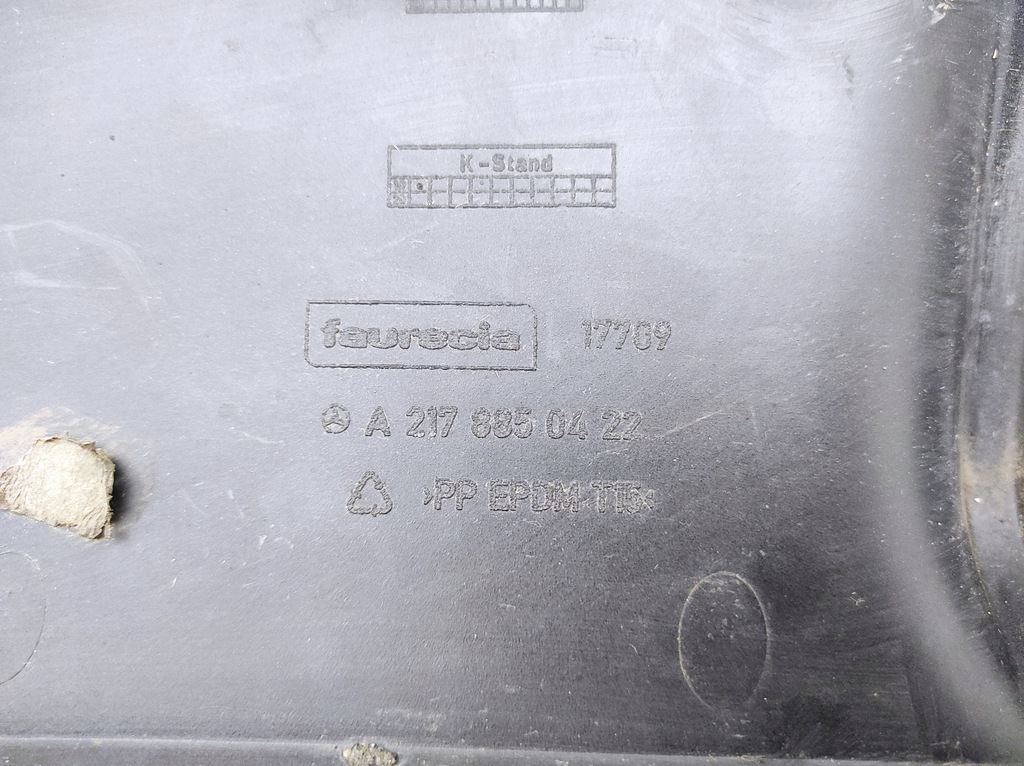 K-Stand
faurecia 17709
A 217 885 04 22
>PP EPDM T15<